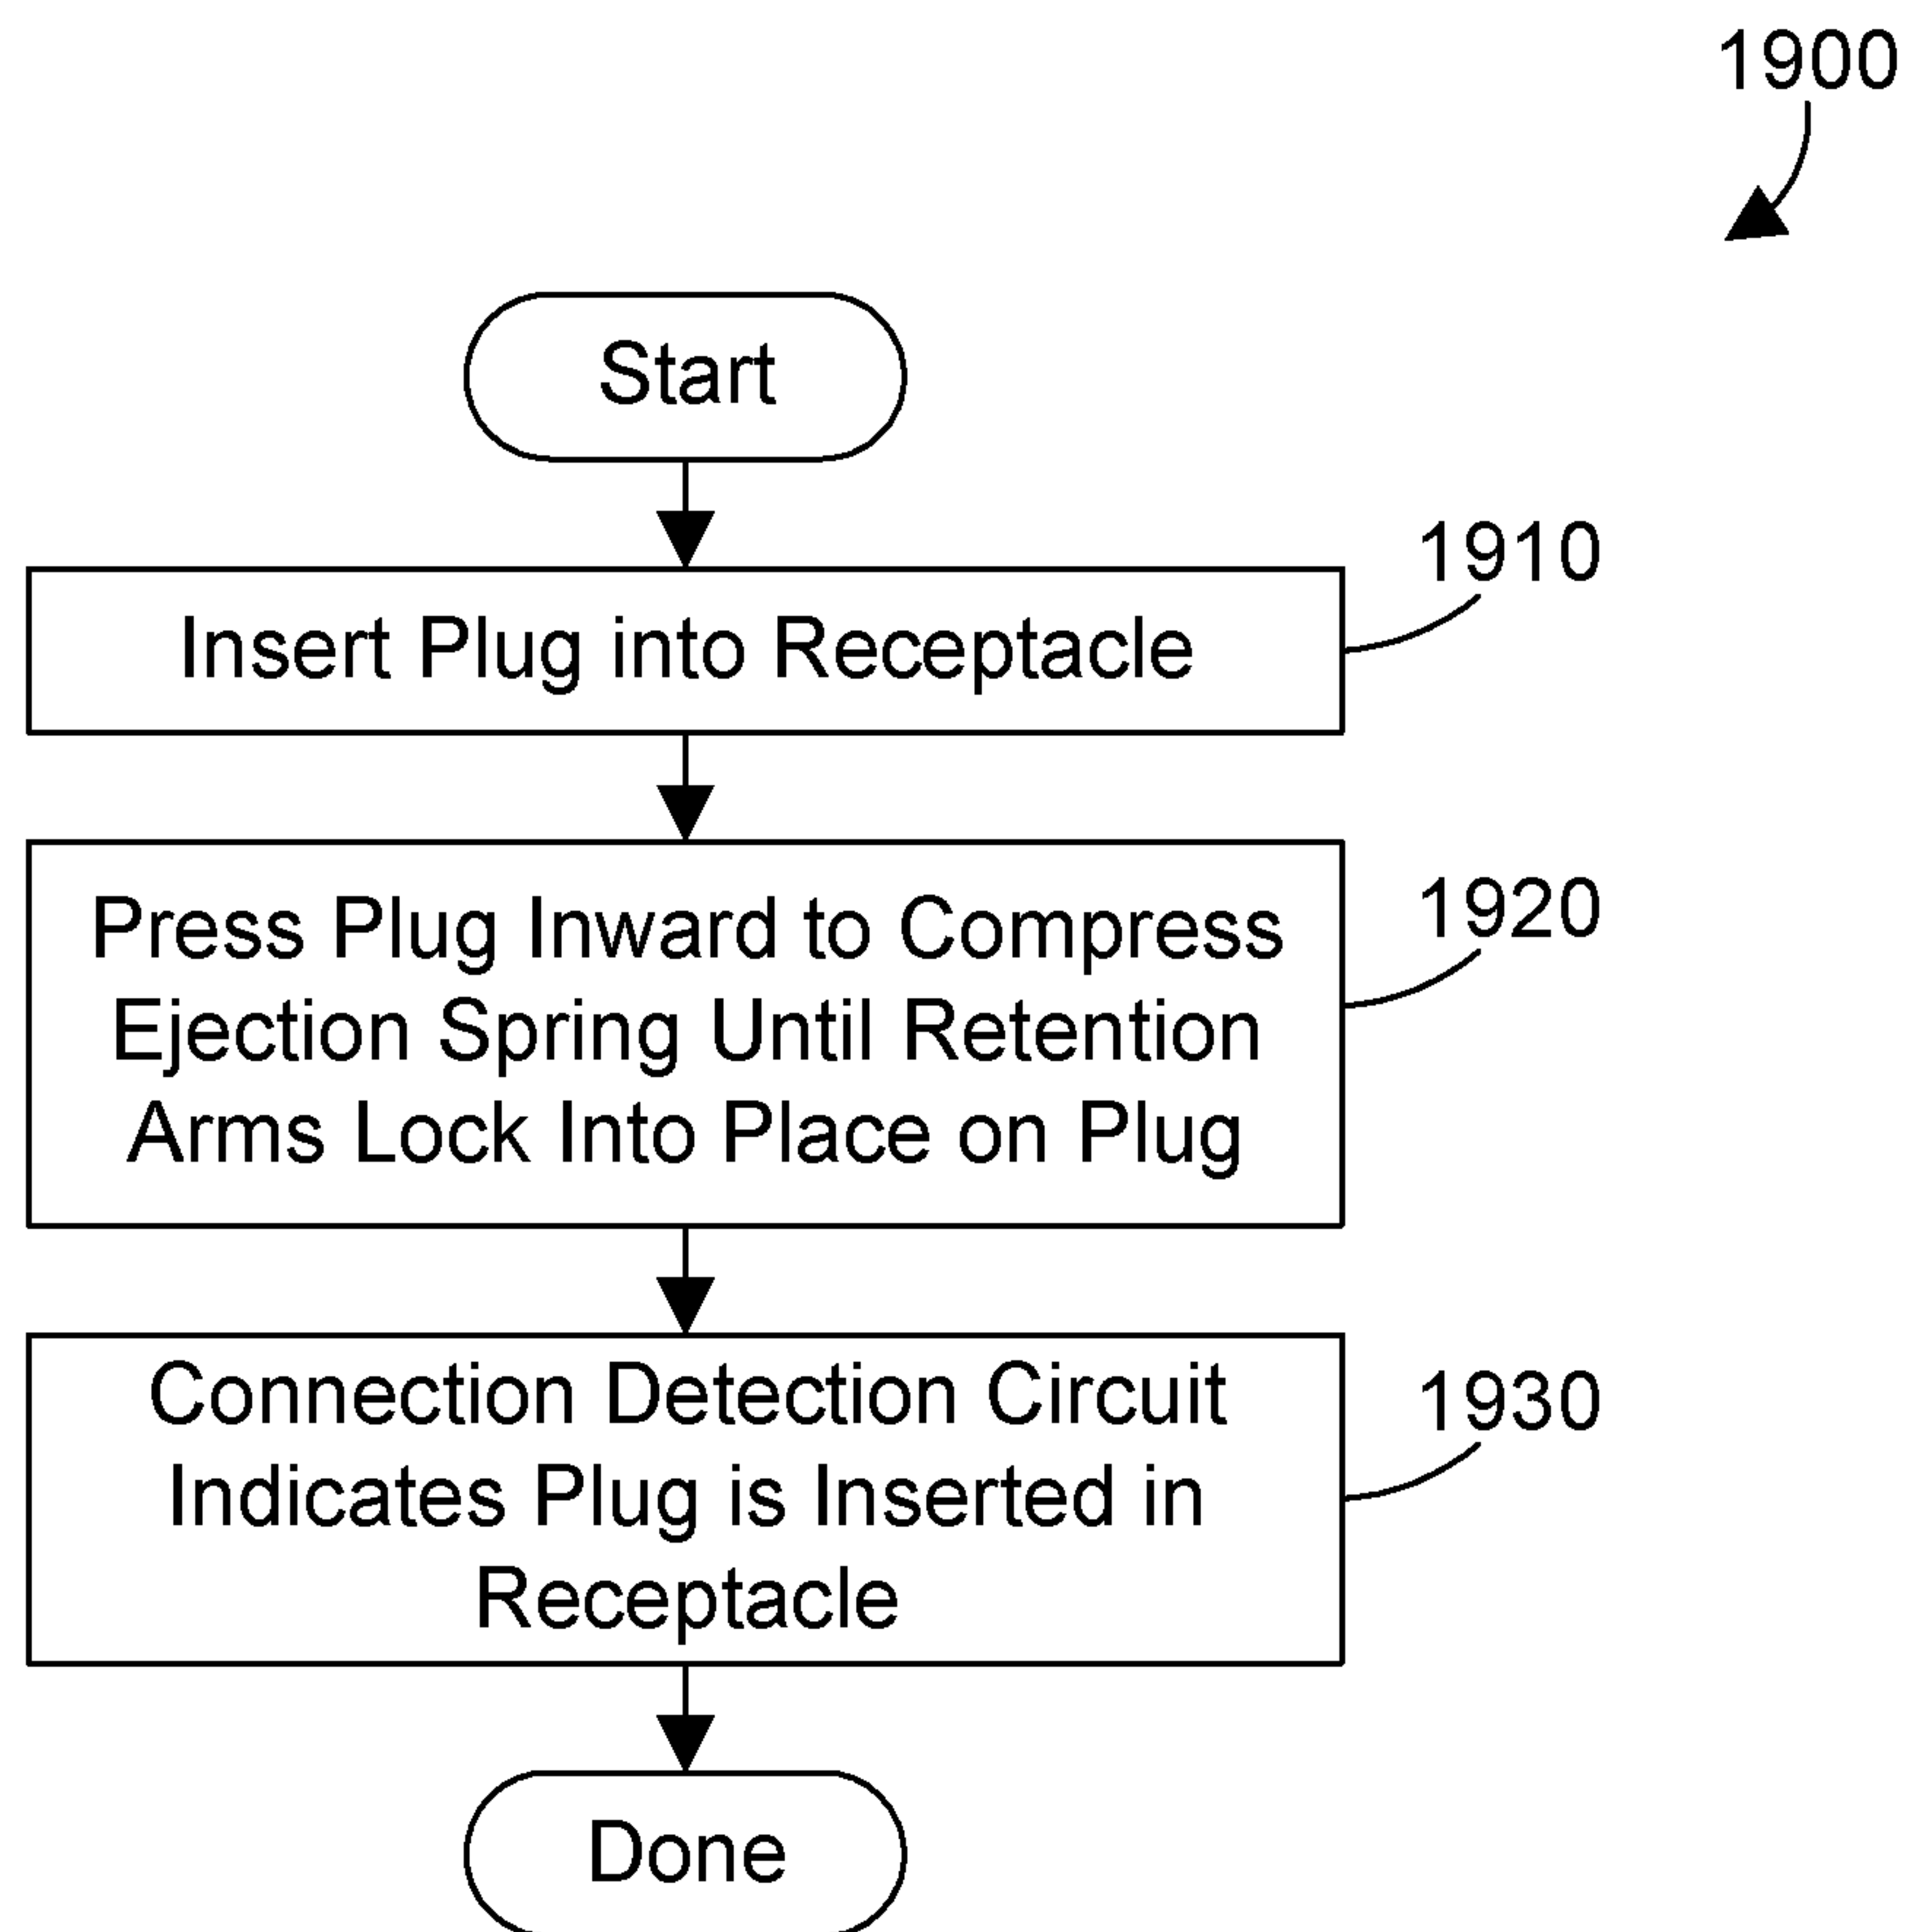 1900
Start
1910
Insert Plug into Receptacle
1920
Press Plug Inward to Compress
Ejection Spring Until Retention
Arms Lock Into Place on Plug
1930
Connection Detection Circuit
Indicates Plug is Inserted in
Receptacle
Done